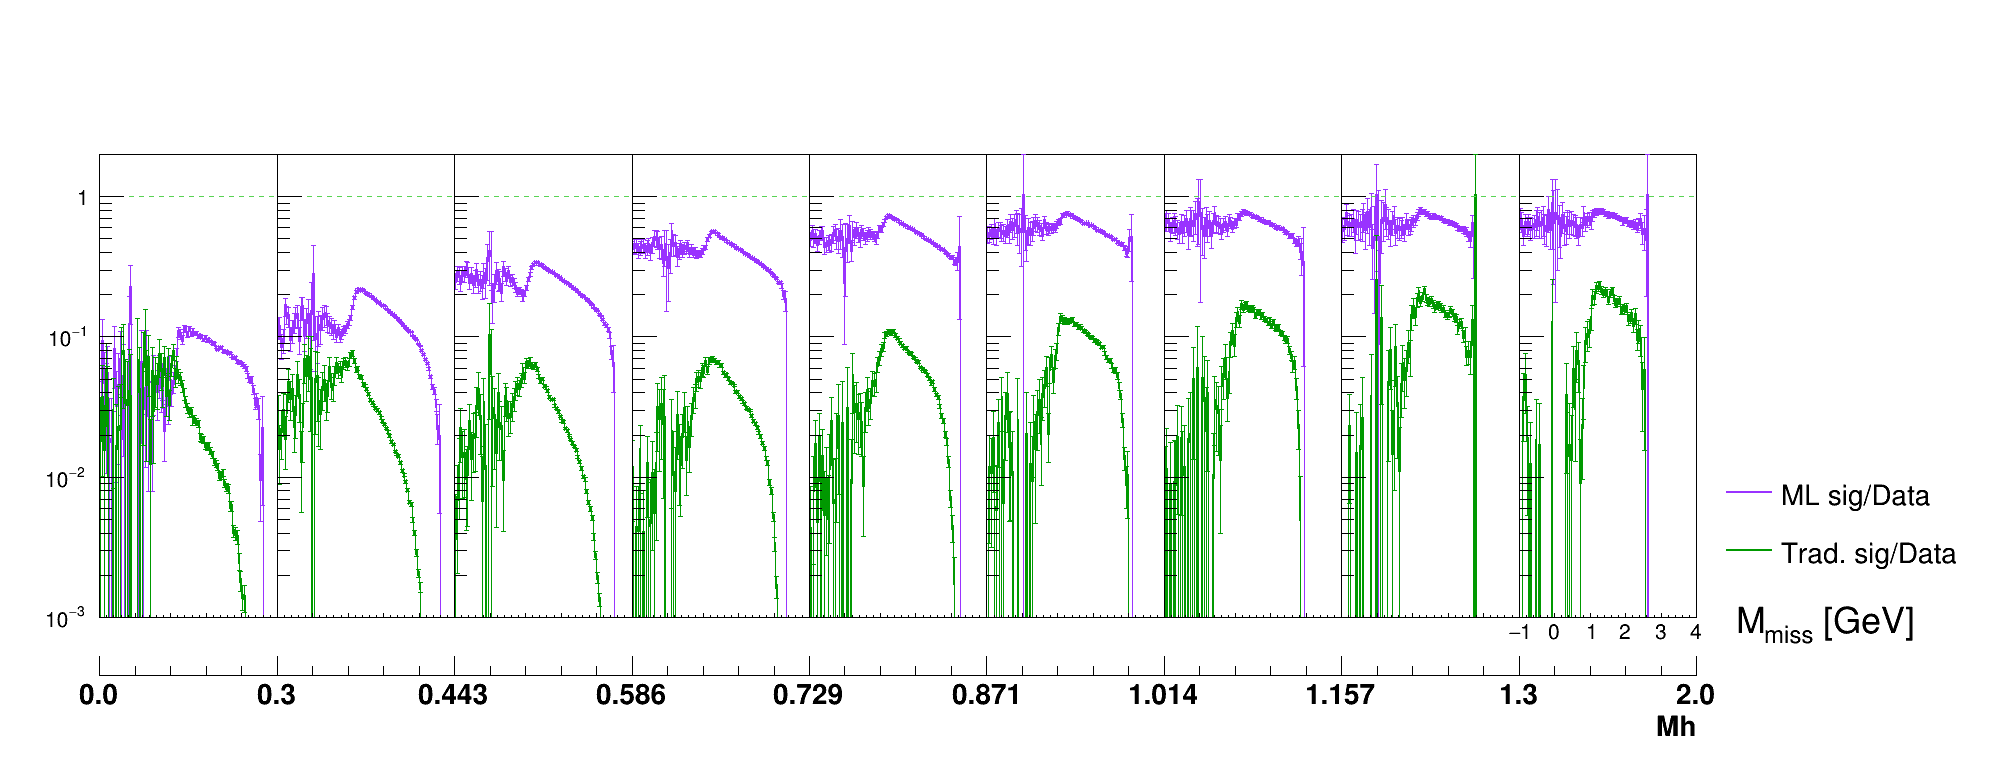 1
10⁻¹
10⁻²
10⁻³
ML sig/Data
Trad. sig/Data
−1 0 1 2 3 4
M_miss [GeV]
0.0 0.3 0.443 0.586 0.729 0.871 1.014 1.157 1.3 2.0
Mh